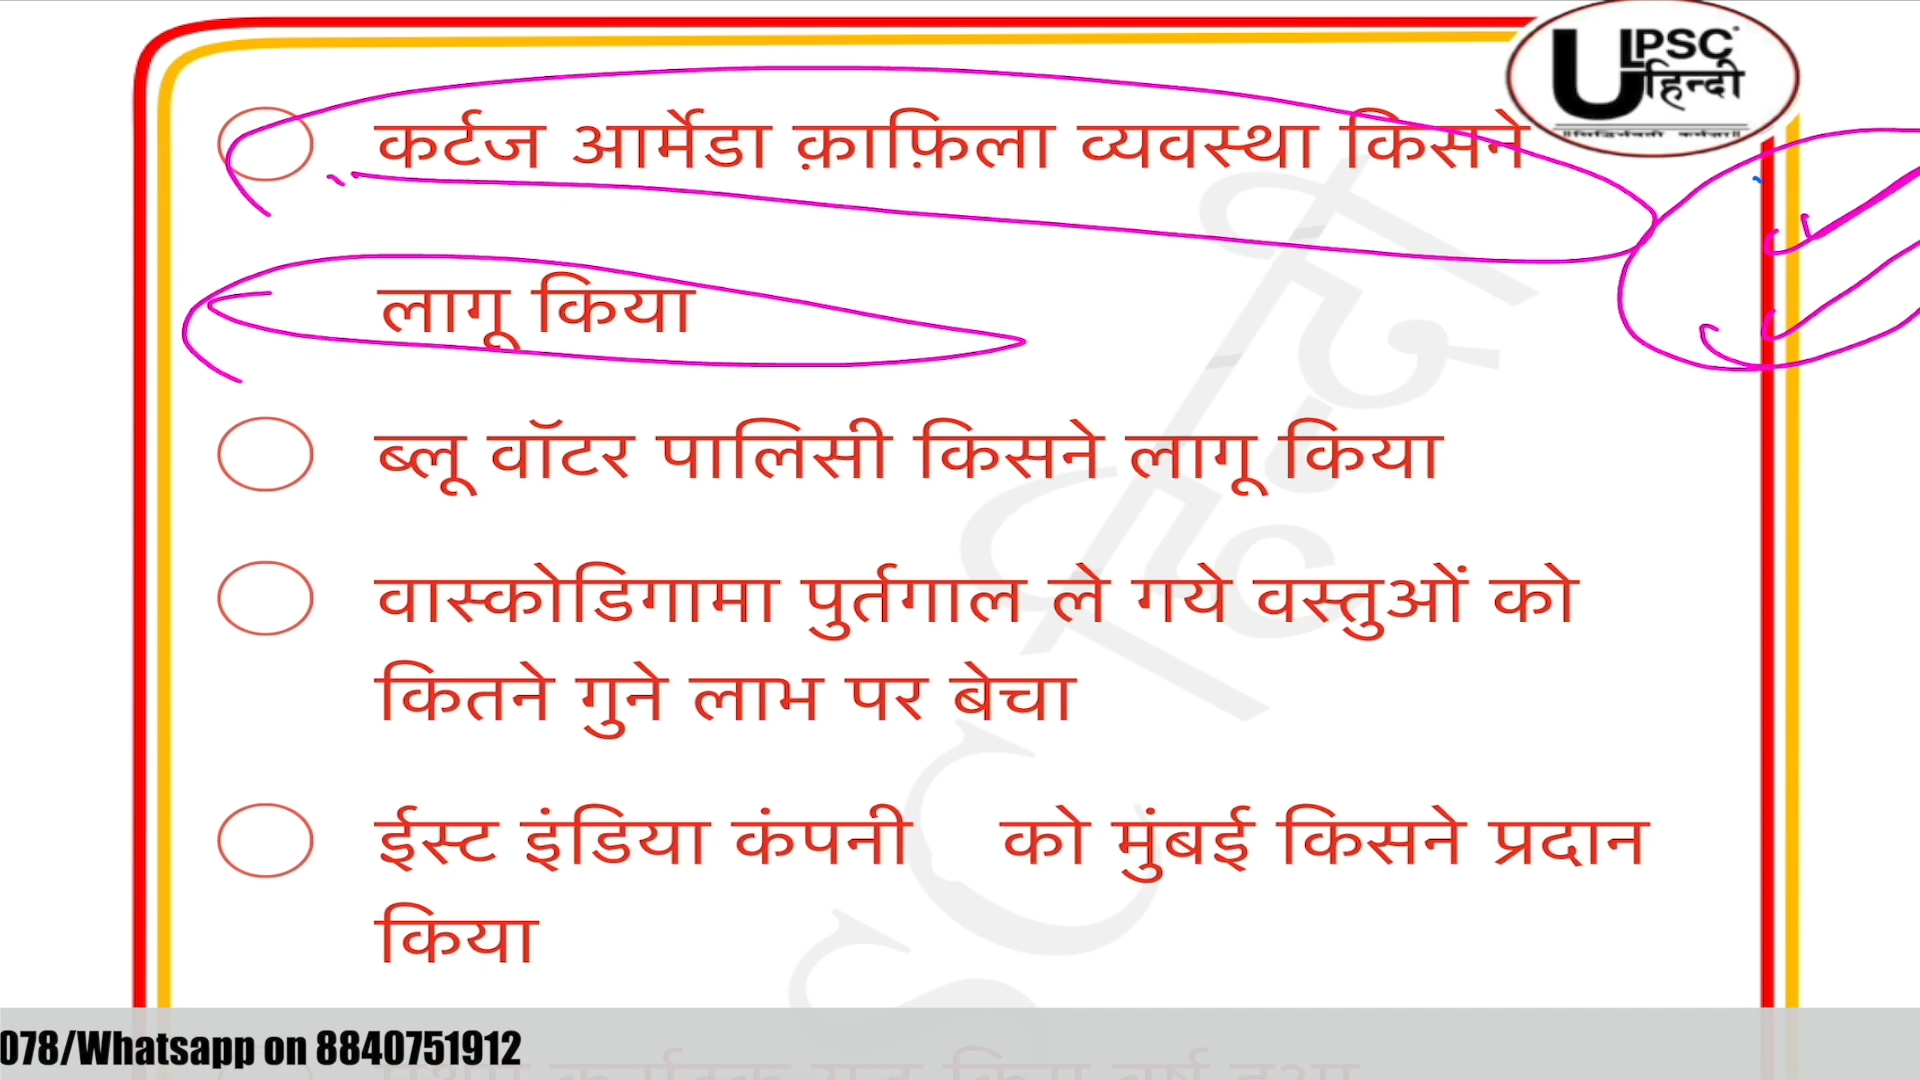 UPSC
हिन्दी
कर्टज आर्मेडा क़ाफ़िला व्यवस्था किसने
लागू किया
ब्लू वॉटर पालिसी किसने लागू किया
वास्कोडिगामा पुर्तगाल ले गये वस्तुओं को
कितने गुने लाभ पर बेचा
ईस्ट इंडिया कंपनी को मुंबई किसने प्रदान
किया
078/Whatsapp on 8840751912